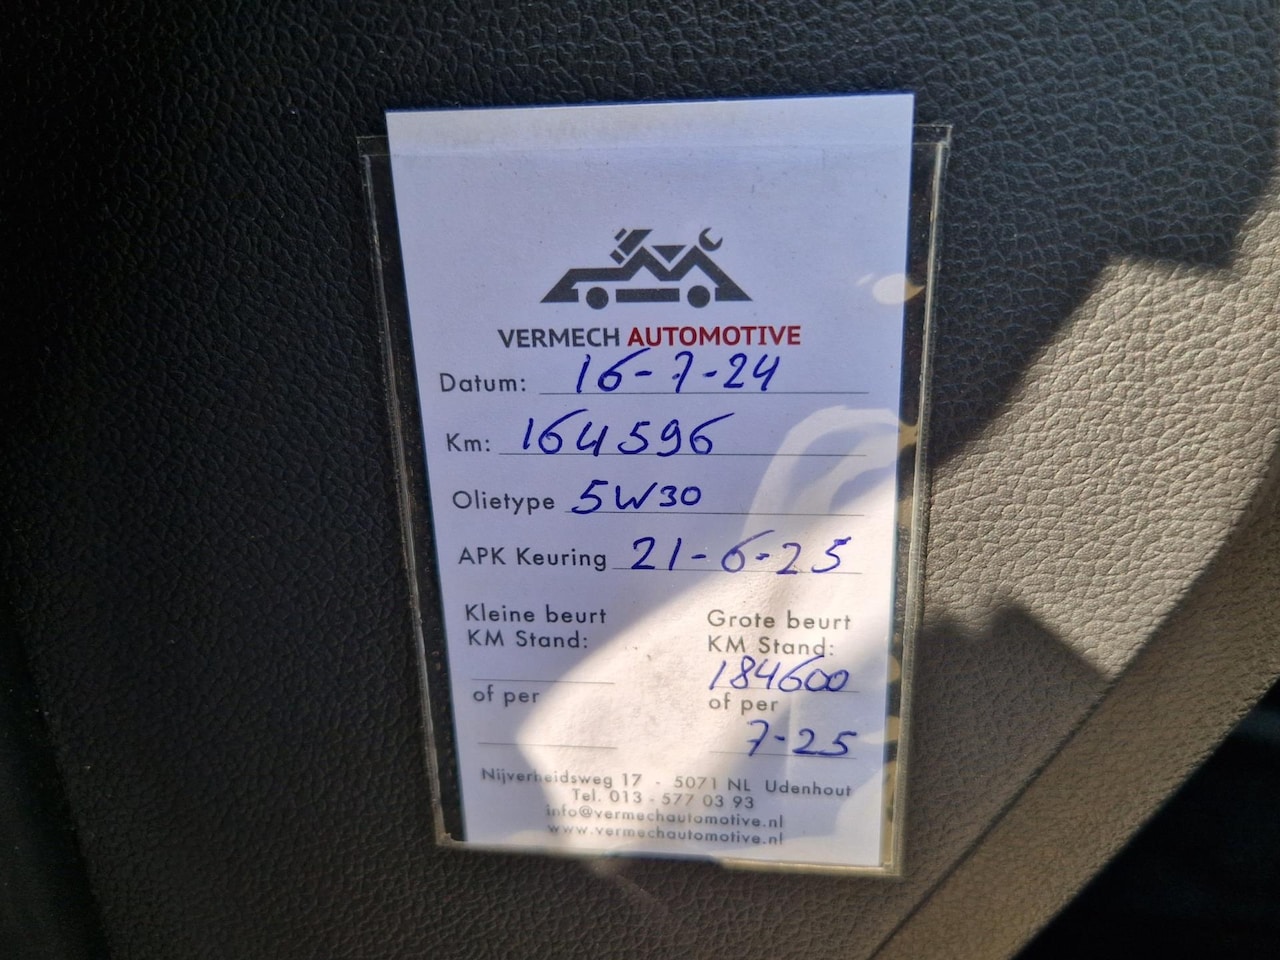 VERMECH AUTOMOTIVE
Datum: 16-7-24
Km: 164596
Olietype 5W30
APK Keuring 21-6-25
Kleine beurt
KM Stand:
of per
Grote beurt
KM Stand:
184600
of per
7-25
Nijverheidsweg 17 - 5071 NL Udenhout
Tel. 013 - 577 03 93
info@vermechautomotive.nl
www.vermechautomotive.nl